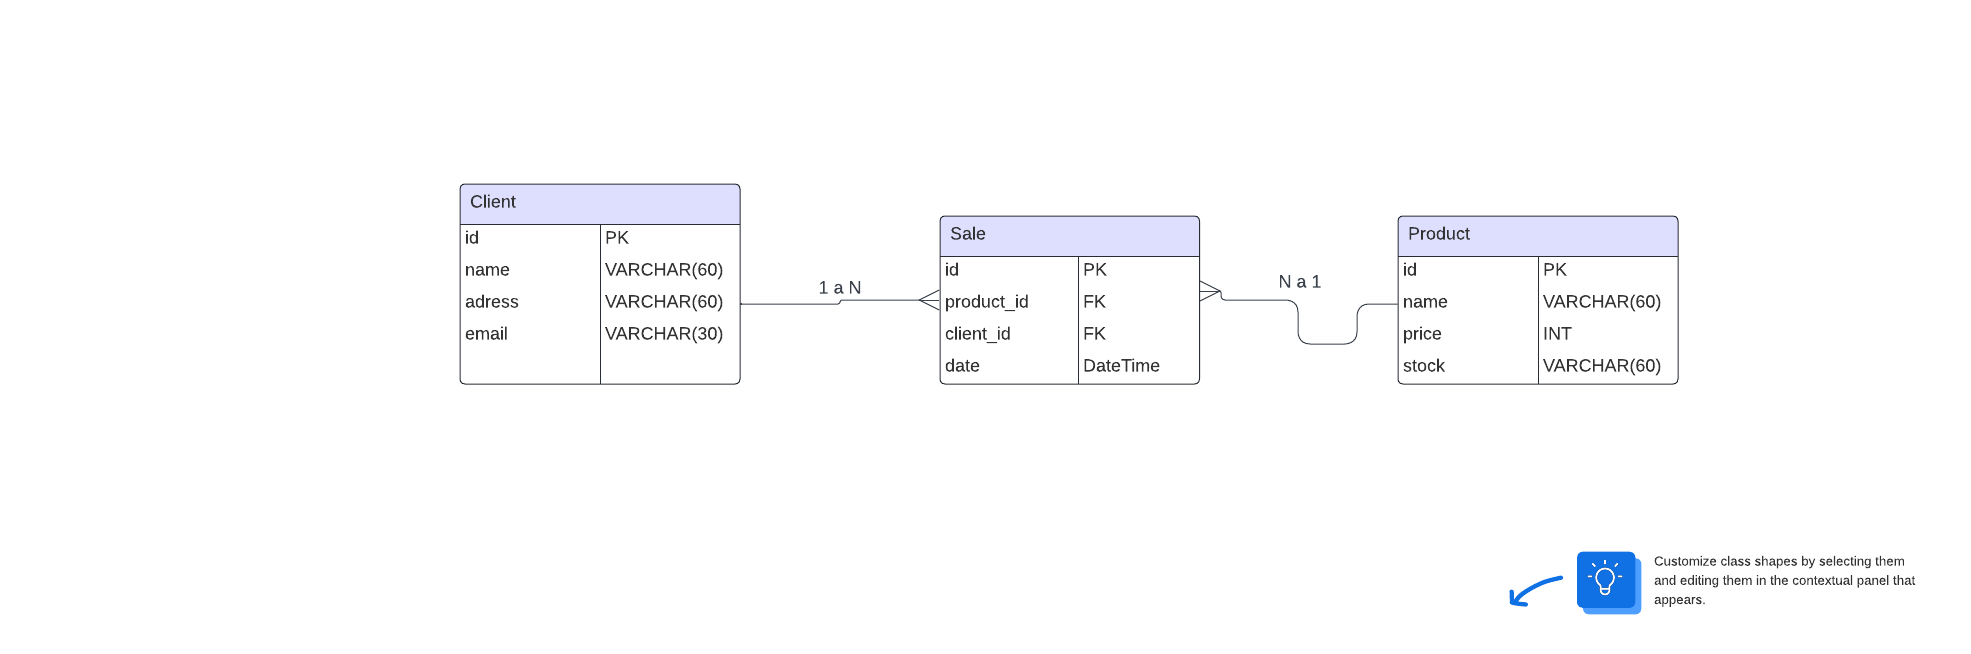 Client
id PK
name VARCHAR(60)
adress VARCHAR(60)
email VARCHAR(30)
1 a N
Sale
id PK
product_id FK
client_id FK
date DateTime
N a 1
Product
id PK
name VARCHAR(60)
price INT
stock VARCHAR(60)
Customize class shapes by selecting them
and editing them in the contextual panel that
appears.